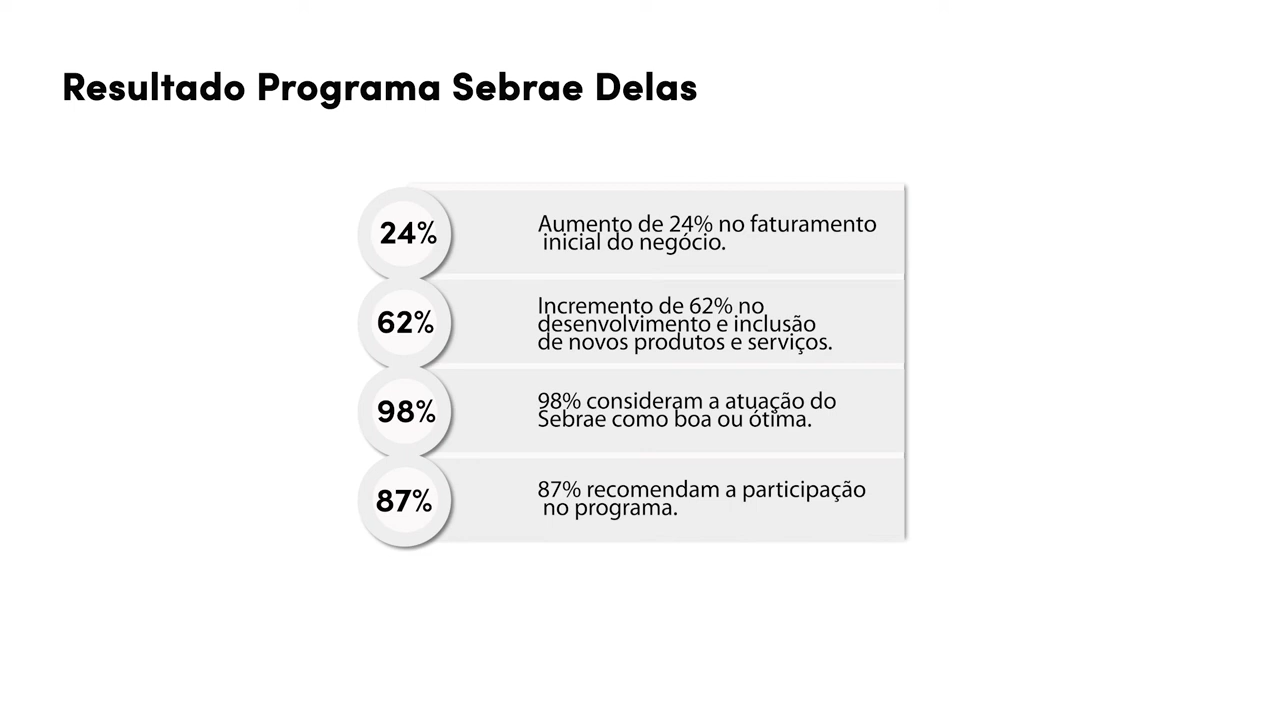 Resultado Programa Sebrae Delas
24%
Aumento de 24% no faturamento
inicial do negócio.
62%
Incremento de 62% no
desenvolvimento e inclusão
de novos produtos e serviços.
98%
98% consideram a atuação do
Sebrae como boa ou ótima.
87%
87% recomendam a participação
no programa.